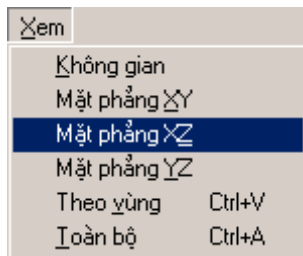 Xem
Không gian
Mặt phẳng XY
Mặt phẳng XZ
Mặt phẳng YZ
Theo vùng Ctrl+V
Toàn bộ Ctrl+A